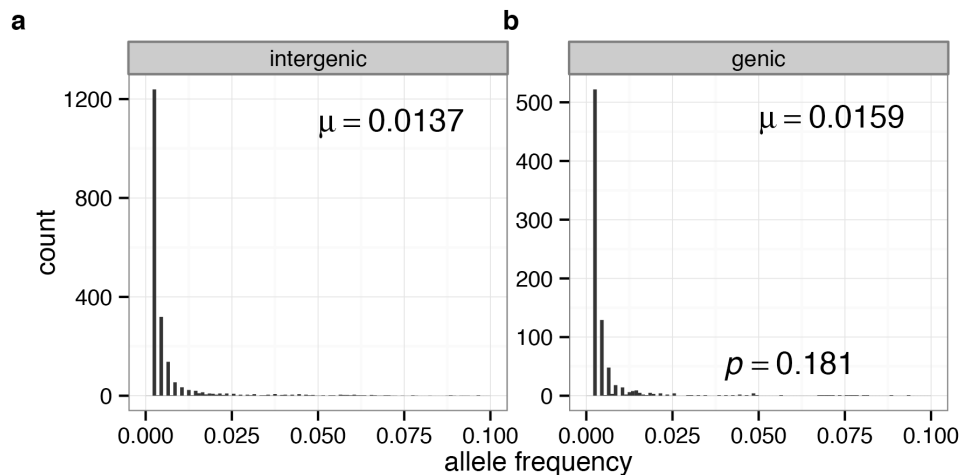 a
b
intergenic
genic
μ = 0.0137
μ = 0.0159
p = 0.181
count
1200
800
400
0
500
400
300
200
100
0
0.000 0.025 0.050 0.075 0.100
0.000 0.025 0.050 0.075 0.100
allele frequency